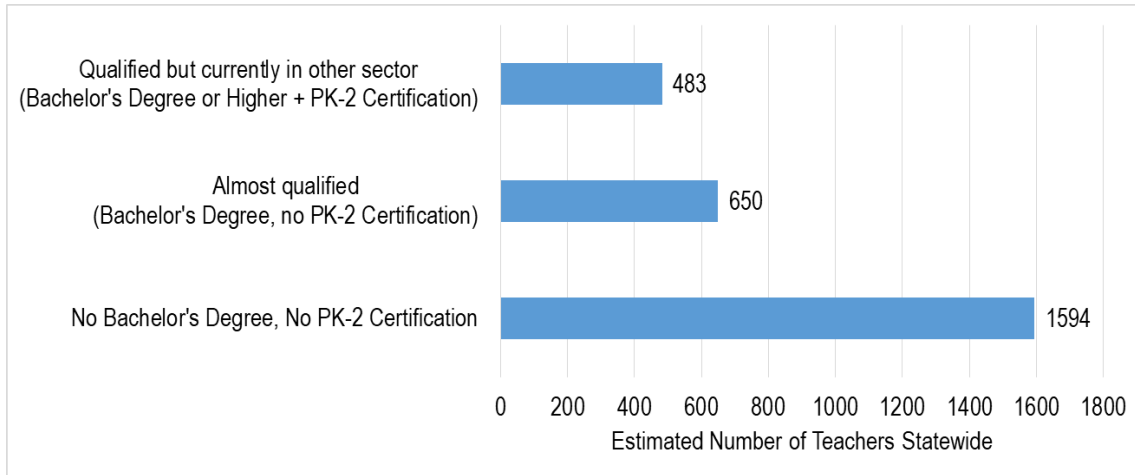 Qualified but currently in other sector
(Bachelor's Degree or Higher + PK-2 Certification)
483
Almost qualified
(Bachelor's Degree, no PK-2 Certification)
650
No Bachelor's Degree, No PK-2 Certification
1594
0 200 400 600 800 1000 1200 1400 1600 1800
Estimated Number of Teachers Statewide